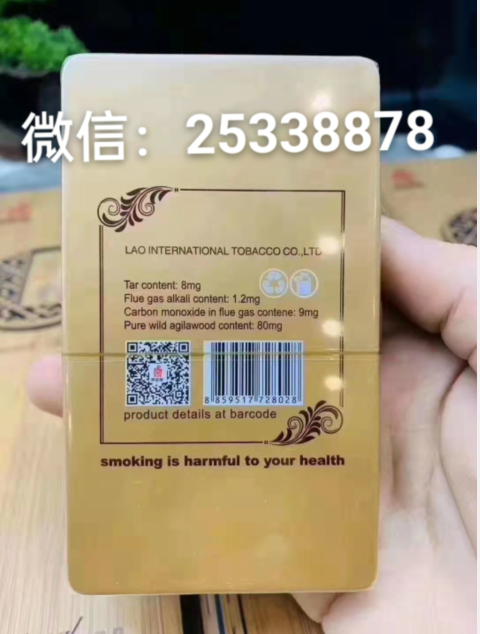 微信：25338878
LAO INTERNATIONAL TOBACCO CO.,LTD
Tar content: 8mg
Flue gas alkali content: 1.2mg
Carbon monoxide in flue gas contene: 9mg
Pure wild agilawood content: 80mg
8 859517 728028
product details at barcode
smoking is harmful to your health